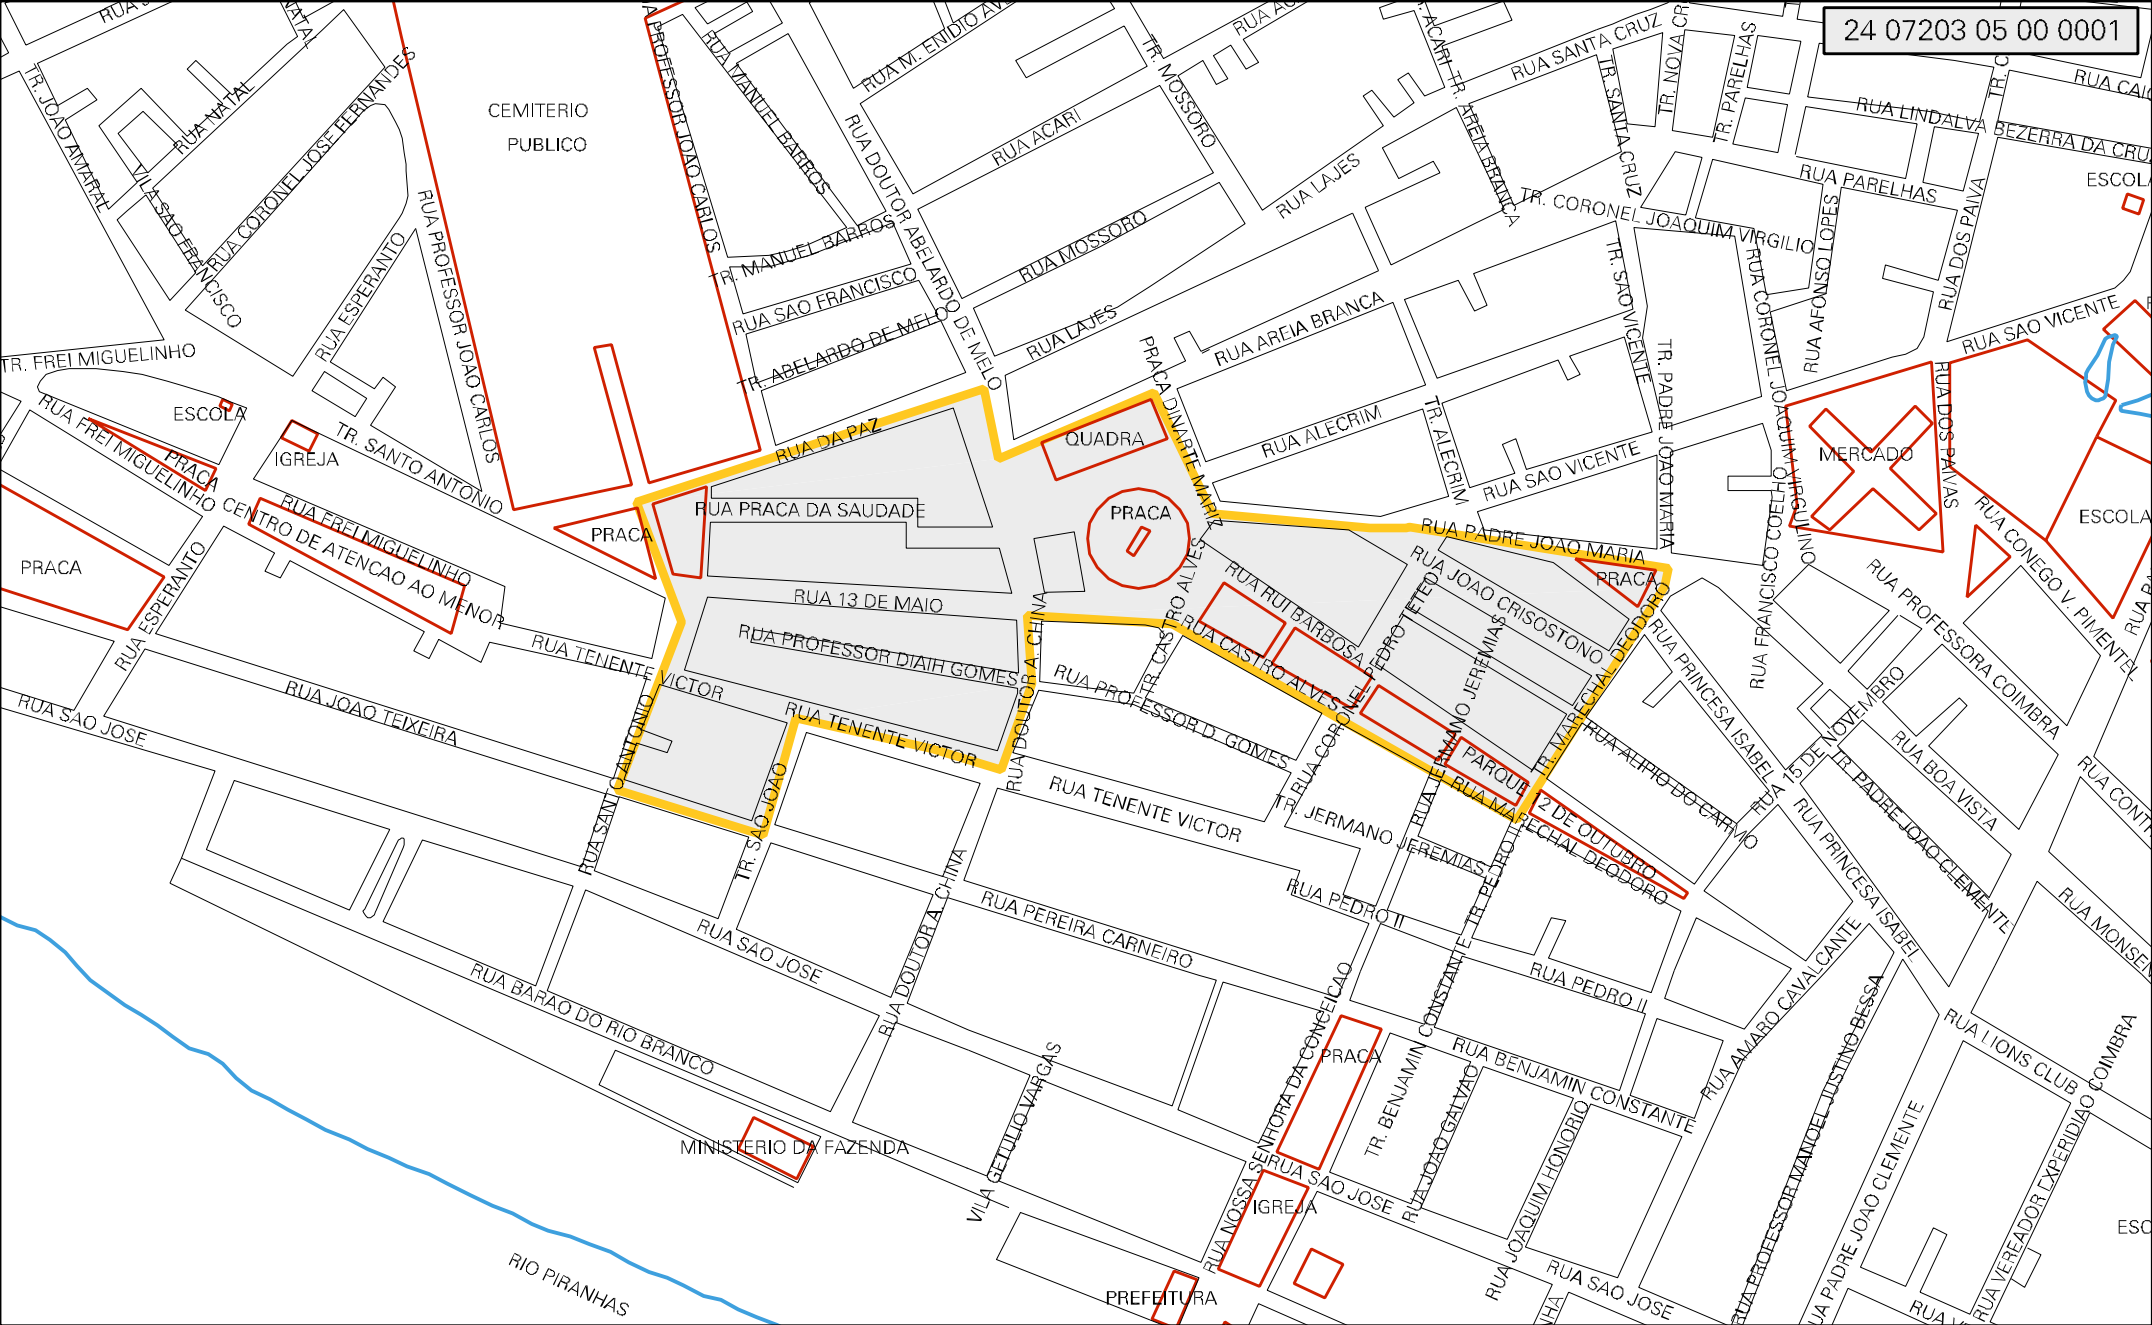 24 07203 05 00 0001
RUA SANTA CRUZ
RUA M. ENIDIO
RUA MANUEL BARROS
TR. MOSSORO
TR. AREIA BRANCA
TR. SANTA CRUZ
TR. PARELHAS
RUA LINDALVA BEZERRA DA
TR. JOAO AMARAL
RUA NATAL
RUA CORONEL JOSE FERNANDES
VILA SAO FRANCISCO
CEMITERIO
PUBLICO
PROFESSOR JOAO CARLOS
RUA DOUTOR ABELARDO DE MELO
RUA ACARI
RUA LAJES
RUA PARELHAS
TR. CORONEL JOAQUIM VIRGILIO
RUA AFONSO LOPES
RUA DOS PAIVA
RUA ESPERANTO
RUA PROFESSOR JOAO CARLOS
TR. MANUEL BARROS
RUA SAO FRANCISCO
TR. ABELARDO DE MELO
RUA MOSSORO
RUA LAJES
RUA AREIA BRANCA
TR. SAO VICENTE
TR. PADRE JOAO MARIA
RUA CORONEL JOAQUIM VIRGULINO
RUA SAO VICENTE
TR. FREI MIGUELINHO
ESCOLA
RUA FREI MIGUELINHO
PRACA
IGREJA
TR. SANTO ANTONIO
RUA DA PAZ
QUADRA
PRACA DINARTE MARIZ
RUA ALECRIM
TR. ALECRIM
RUA SAO VICENTE
MERCADO
RUA DOS PAIVAS
ESCOLA
CENTRO DE ATENCAO AO MENOR
RUA FREI MIGUELINHO
PRACA
RUA PRACA DA SAUDADE
PRACA
RUA PADRE JOAO MARIA
PRACA
RUA FRANCISCO COELHO
RUA CONEGO V. PIMENTEL
RUA PROFESSORA COIMBRA
PRACA
RUA ESPERANTO
RUA 13 DE MAIO
RUA PROFESSOR DIAIH GOMES
RUA TENENTE VICTOR
RUA DOUTOR A. CHINA
TR. CASTRO ALVES
RUA RUI BARBOSA
RUA CASTRO ALVES
RUA JOAO CRISOSTONO
RUA CORONEL PEDRO TETEO
RUA JERMANO JEREMIAS
TR. MARECHAL DEODORO
RUA PRINCESA ISABEL
RUA ALIPIO DO CARMO
RUA 15 DE NOVEMBRO
RUA BOA VISTA
RUA SAO JOSE
RUA JOAO TEIXEIRA
RUA SANTO ANTONIO
TR. SAO JOAO
RUA TENENTE VICTOR
RUA PROFESSOR D. GOMES
RUA TENENTE VICTOR
TR. JERMANO JEREMIAS
PARQUE 12 DE OUTUBRO
RUA MARECHAL DEODORO
TR. PEDRO II
TR. PADRE JOAO CLEMENTE
RUA PRINCESA ISABEL
RUA SAO JOSE
RUA DOUTOR A. CHINA
RUA PEREIRA CARNEIRO
RUA PEDRO II
RUA PEDRO II
RUA AMARO CAVALCANTE
RUA BARAO DO RIO BRANCO
VILA GETULIO VARGAS
RUA NOSSA SENHORA DA CONCEICAO
PRACA
TR. BENJAMIN CONSTANTE
RUA BENJAMIN CONSTANTE
RUA JOAO GALVAO
RUA JOAQUIM HONORIO
RUA PROFESSOR MANOEL JUSTINO BESSA
RUA LIONS CLUB
RUA PADRE JOAO CLEMENTE
RUA VEREADOR EXPERIDIAO COIMBRA
MINISTERIO DA FAZENDA
RUA SAO JOSE
IGREJA
RUA SAO JOSE
PREFEITURA
RIO PIRANHAS